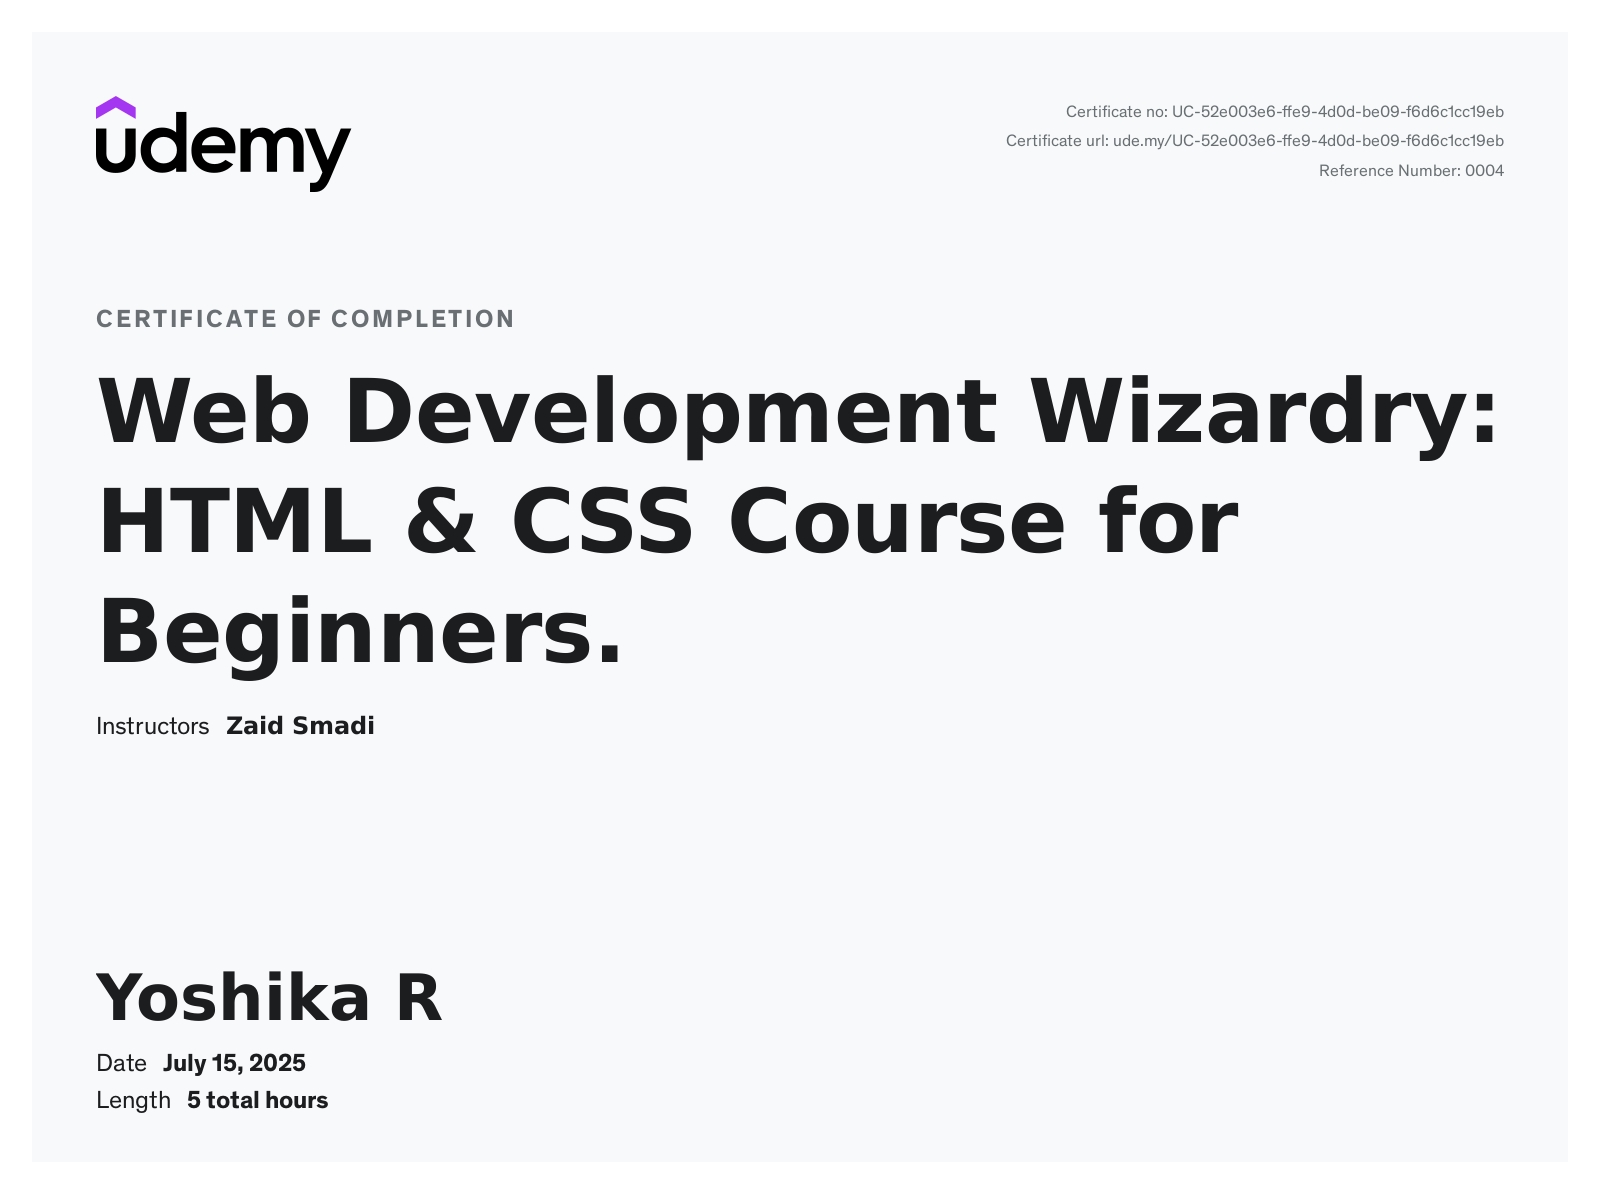 udemy
Certificate no: UC-52e003e6-ffe9-4d0d-be09-f6d6c1cc19eb
Certificate url: ude.my/UC-52e003e6-ffe9-4d0d-be09-f6d6c1cc19eb
Reference Number: 0004
CERTIFICATE OF COMPLETION
Web Development Wizardry:
HTML & CSS Course for
Beginners.
Instructors Zaid Smadi
Yoshika R
Date July 15, 2025
Length 5 total hours